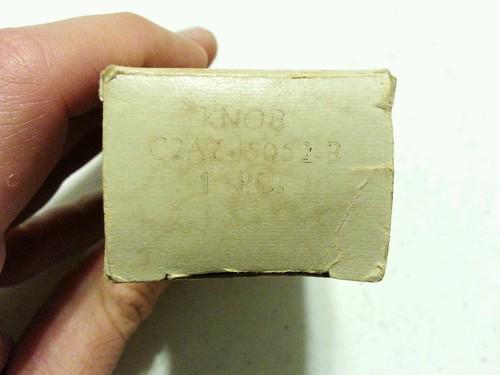 KNOB
C2AZ-15052-B
1 PC.